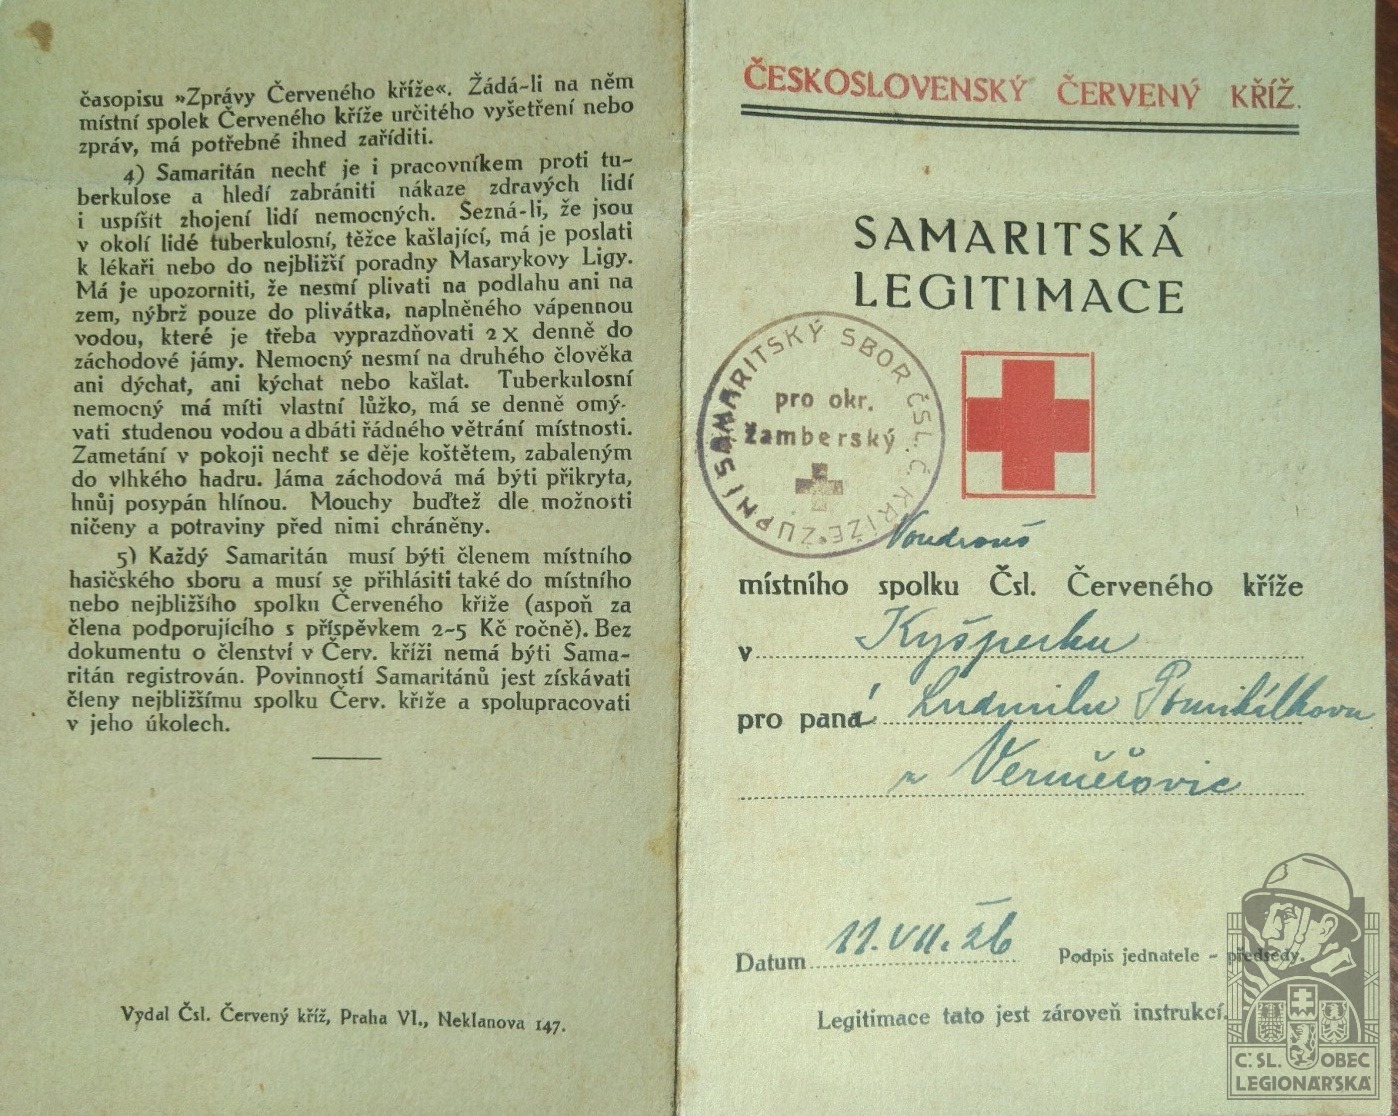 časopisu »Zprávy Červeného kříže«. Žádá-li na něm
místní spolek Červeného kříže určitého vyšetření nebo
zpráv, má potřebné ihned zaříditi.
4) Samaritán nechť je i pracovníkem proti tu-
berkulose a hledí zabrániti nákaze zdravých lidí
i uspíšit zhojení lidí nemocných. Sezná-li, že jsou
v okolí lidé tuberkulosní, těžce kašlající, má je poslati
k lékaři nebo do nejbližší poradny Masarykovy Ligy.
Má je upozorniti, že nesmí plivati na podlahu ani na
zem, nýbrž pouze do plivátka, naplněného vápennou
vodou, které je třeba vyprazdňovati 2X denně do
záchodové jámy. Nemocný nesmí na druhého člověka
ani dýchat, ani kýchat nebo kašlat. Tuberkulosní
nemocný má míti vlastní lůžko, má se denně omý-
vati studenou vodou a dbáti řádného větrání místnosti.
Zametání v pokoji nechť se děje koštětem, zabaleným
do vlhkého hadru. Jáma záchodová má býti přikryta,
hnůj posypán hlínou. Mouchy buďtež dle možnosti
ničeny a potraviny před nimi chráněny.
5) Každý Samaritán musí býti členem místního
hasičského sboru a musí se přihlásiti také do místního
nebo nejbližšího spolku Červeného kříže (aspoň za
člena podporujícího s příspěvkem 2-5 Kč ročně). Bez
dokumentu o členství v Červ. kříži nemá býti Sama-
ritán registrován. Povinností Samaritánů jest získávati
členy nejbližšímu spolku Červ. kříže a spolupracovati
v jeho úkolech.
Vydal Čsl. Červený kříž, Praha VI., Neklanova 147.
ČESKOSLOVENSKÝ ČERVENÝ KŘÍŽ.
SAMARITSKÁ
LEGITIMACE
ŽUPNÍ SAMARITSKÝ SBOR ČSL. Č. KŘÍŽE
pro okr.
Žamberský
místního spolku Čsl. Červeného kříže
v Kyšperku
pro paná Ludmilu Pomikálkovu
z Verměřovic
Datum 11.VII.26
Podpis jednatele - předsedy.
Legitimace tato jest zároveň instrukcí.
Č.SL. OBEC
LEGIONÁŘSKÁ